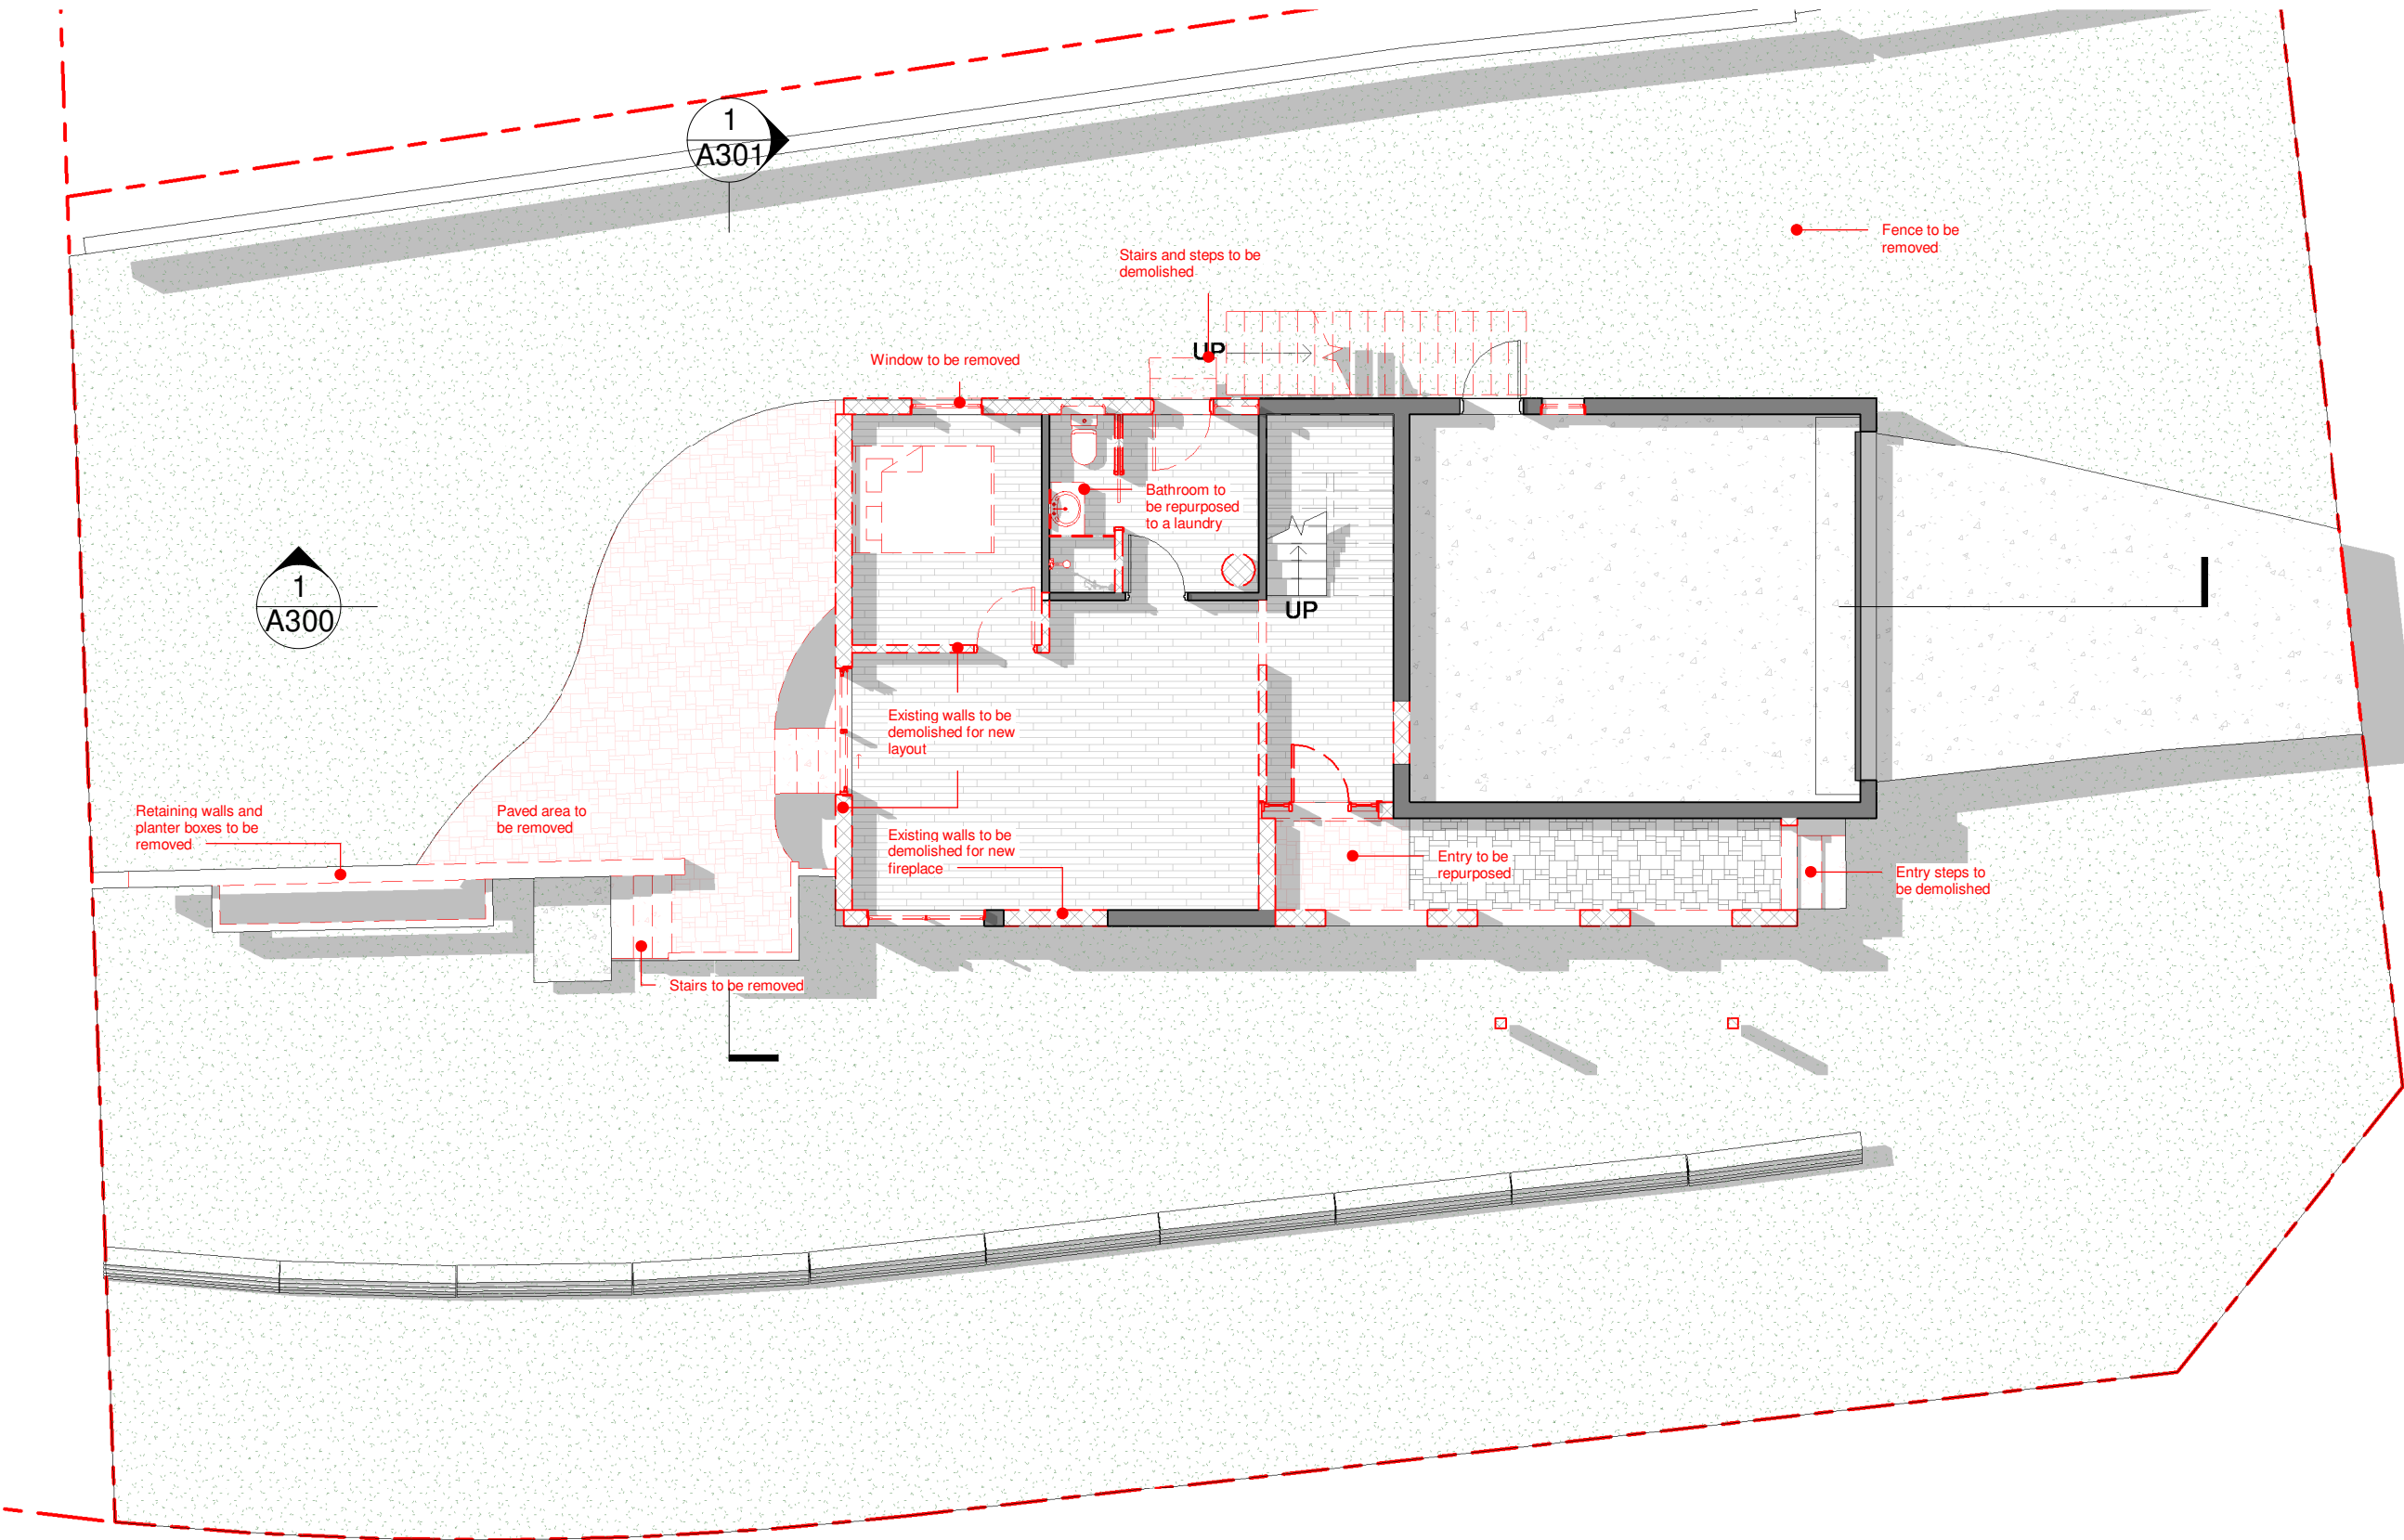 1
A301
Fence to be
removed
Stairs and steps to be
demolished
UP
Window to be removed
Bathroom to
be repurposed
to a laundry
1
A300
UP
Existing walls to be
demolished for new
layout
Retaining walls and
planter boxes to be
removed
Paved area to
be removed
Existing walls to be
demolished for new
fireplace
Entry to be
repurposed
Entry steps to
be demolished
Stairs to be removed